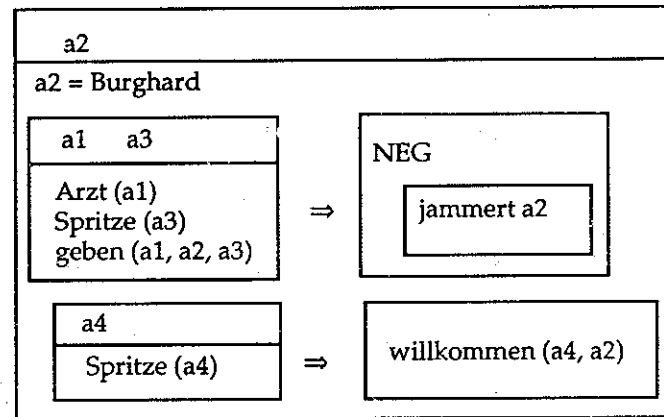 a2
a2 = Burghard
a1 a3
Arzt (a1)
Spritze (a3)
geben (a1, a2, a3)
⇒
NEG
jammert a2
a4
Spritze (a4)
⇒
willkommen (a4, a2)